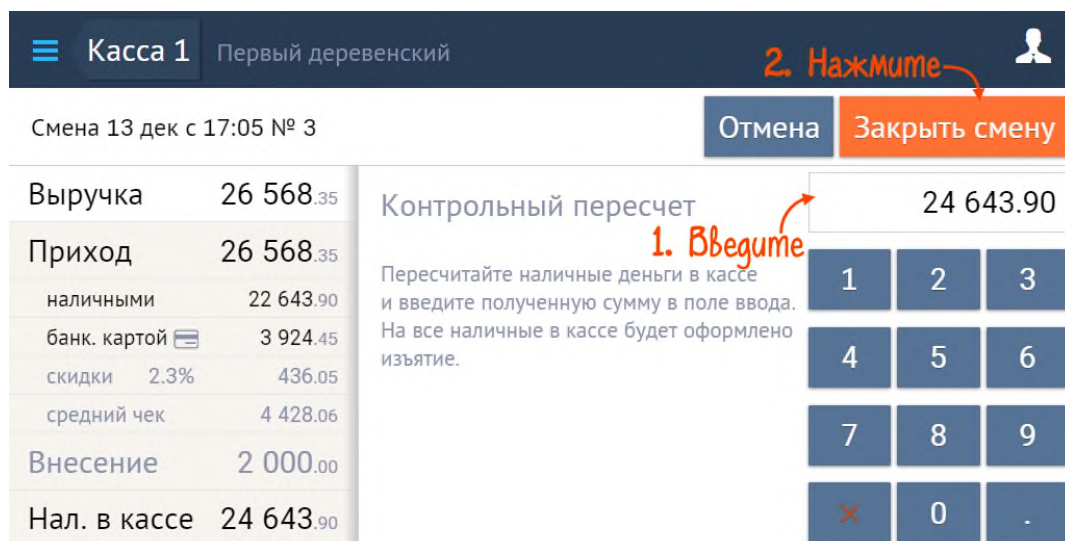 Касса 1 Первый деревенский
2. Нажмите
Смена 13 дек с 17:05 № 3
Отмена
Закрыть смену
Выручка 26 568.35
Приход 26 568.35
наличными 22 643.90
банк. картой 3 924.45
скидки 2.3% 436.05
средний чек 4 428.06
Внесение 2 000.00
Нал. в кассе 24 643.90
Контрольный пересчет
24 643.90
1. Введите
Пересчитайте наличные деньги в кассе
и введите полученную сумму в поле ввода.
На все наличные в кассе будет оформлено
изъятие.
1 2 3
4 5 6
7 8 9
× 0 .